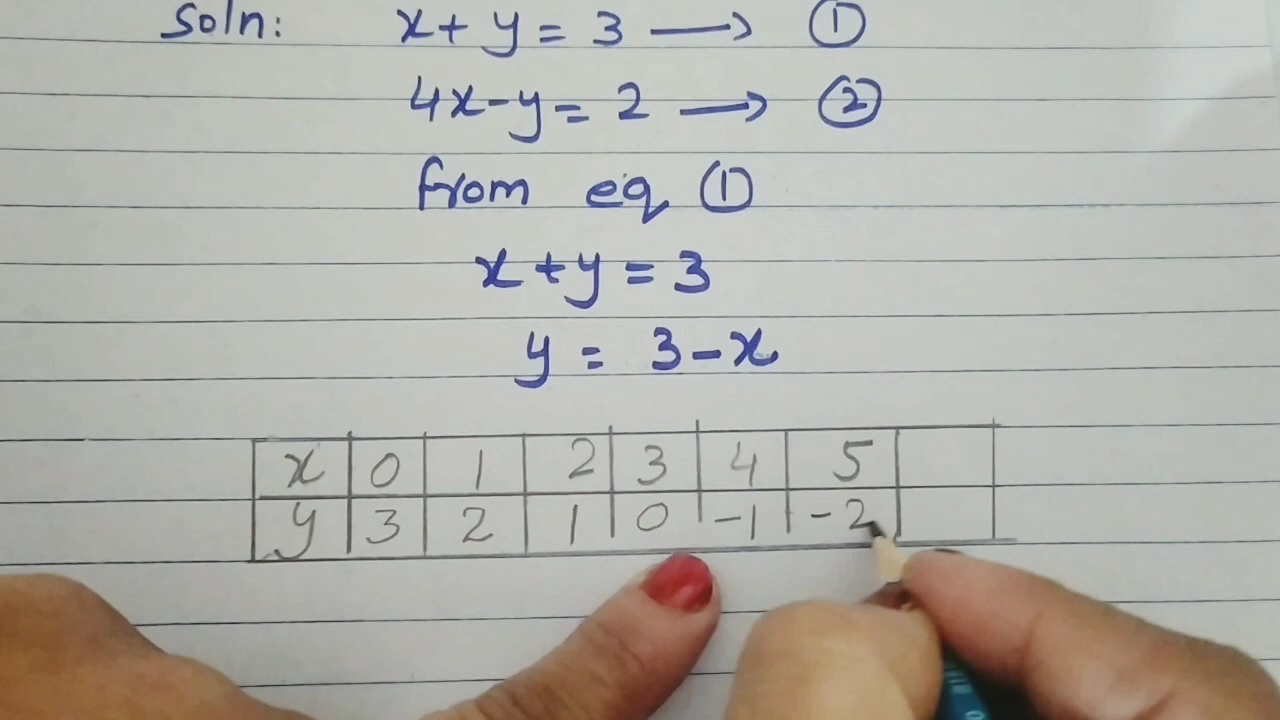 Soln: x + y = 3 → ①
4x - y = 2 → ②
from eq ①
x + y = 3
y = 3 - x
x 0 1 2 3 4 5
y 3 2 1 0 -1 -2